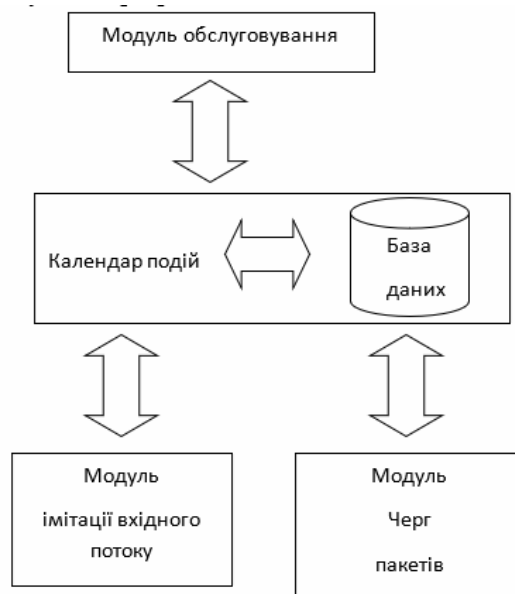 Модуль обслуговування
Календар подій
База
даних
Модуль
імітації вхідного
потоку
Модуль
Черг
пакетів